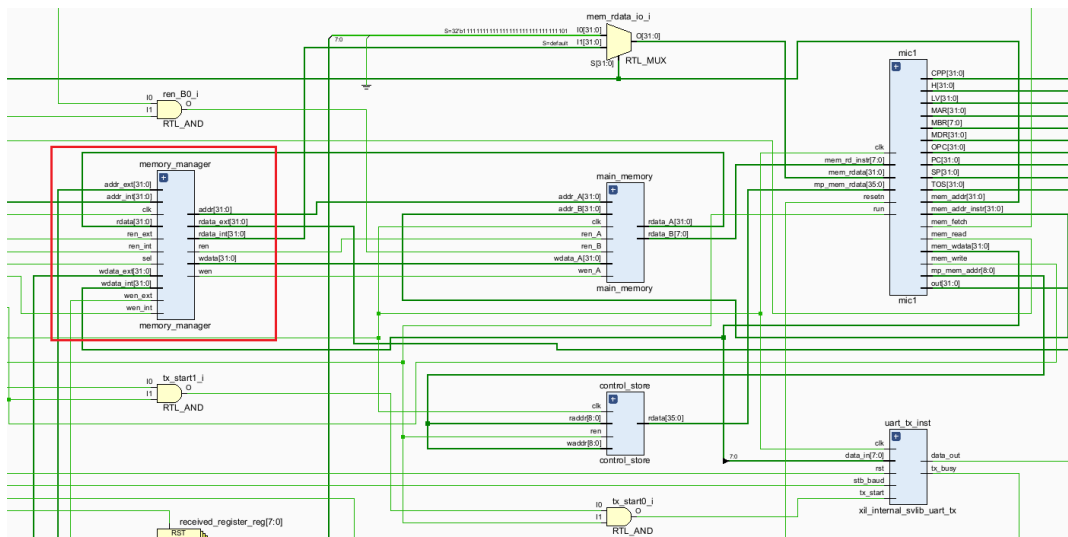 mem_rdata_io_i
S=32'b11111111111111111111111111111101
I0[31:0]
S=default
I1[31:0]
O[31:0]
S[31:0]
RTL_MUX
7:0
ren_B0_i
I0
I1
O
RTL_AND
memory_manager
addr_ext[31:0]
addr_int[31:0]
clk
rdata[31:0]
ren_ext
ren_int
sel
wdata_ext[31:0]
wdata_int[31:0]
wen_ext
wen_int
addr[31:0]
rdata_ext[31:0]
rdata_int[31:0]
ren
wdata[31:0]
wen
memory_manager
main_memory
addr_A[31:0]
addr_B[31:0]
clk
ren_A
ren_B
wdata_A[31:0]
wen_A
rdata_A[31:0]
rdata_B[7:0]
main_memory
mic1
clk
mem_rd_instr[7:0]
mem_rdata[31:0]
mp_mem_rdata[35:0]
resetn
run
CPP[31:0]
H[31:0]
LV[31:0]
MAR[31:0]
MBR[7:0]
MDR[31:0]
OPC[31:0]
PC[31:0]
SP[31:0]
TOS[31:0]
mem_addr[31:0]
mem_addr_instr[31:0]
mem_fetch
mem_read
mem_wdata[31:0]
mem_write
mp_mem_addr[8:0]
out[31:0]
mic1
tx_start1_i
I0
I1
O
RTL_AND
control_store
clk
raddr[8:0]
ren
waddr[8:0]
rdata[35:0]
control_store
uart_tx_inst
clk
7:0
data_in[7:0]
rst
stb_baud
tx_start
data_out
tx_busy
xil_internal_svlib_uart_tx
tx_start0_i
I0
I1
O
RTL_AND
received_register_reg[7:0]
RST